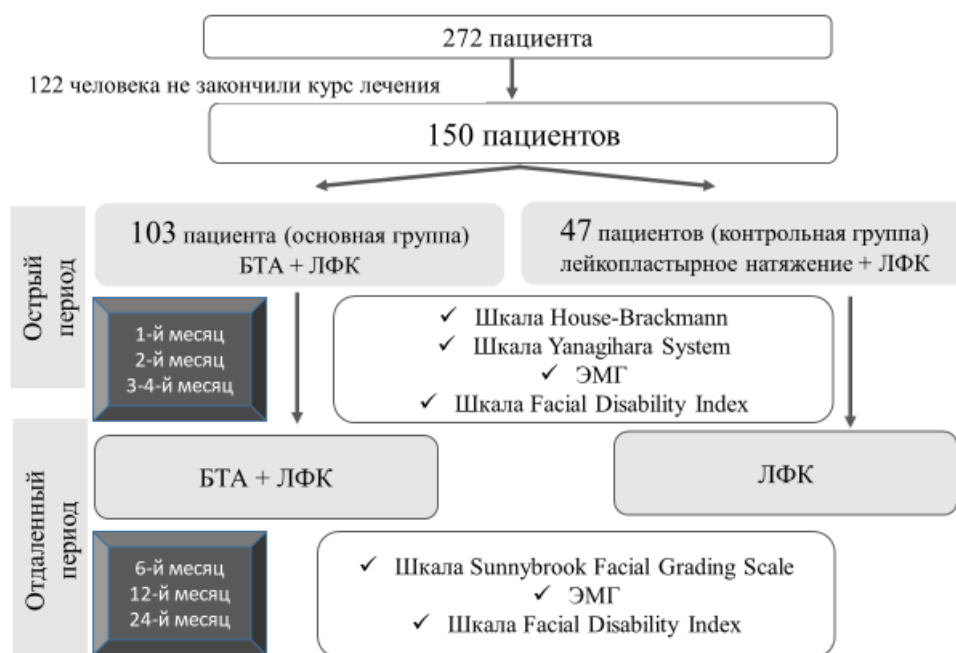 272 пациента
122 человека не закончили курс лечения
150 пациентов
Острый
период
103 пациента (основная группа)
БТА + ЛФК
47 пациентов (контрольная группа)
лейкопластырное натяжение + ЛФК
1-й месяц
2-й месяц
3-4-й месяц
✓ Шкала House-Brackmann
✓ Шкала Yanagihara System
✓ ЭМГ
✓ Шкала Facial Disability Index
Отдаленный
период
БТА + ЛФК
ЛФК
6-й месяц
12-й месяц
24-й месяц
✓ Шкала Sunnybrook Facial Grading Scale
✓ ЭМГ
✓ Шкала Facial Disability Index